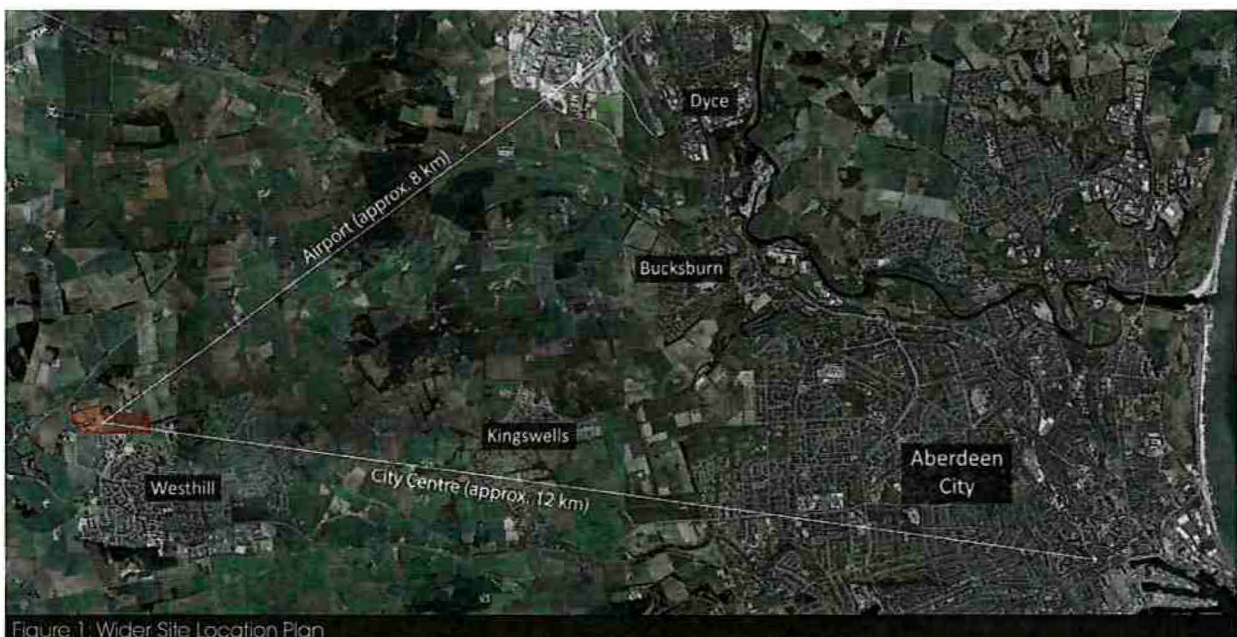 Dyce
Airport (approx. 8 km)
Bucksburn
Kingswells
Aberdeen
City
Westhill
City Centre (approx. 12 km)
Figure 1: Wider Site Location Plan